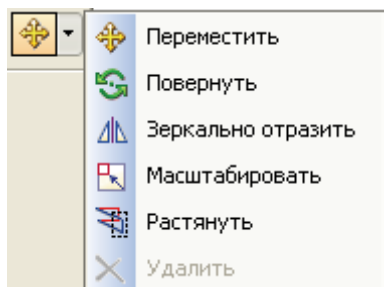 Переместить
Повернуть
Зеркально отразить
Масштабировать
Растянуть
Удалить